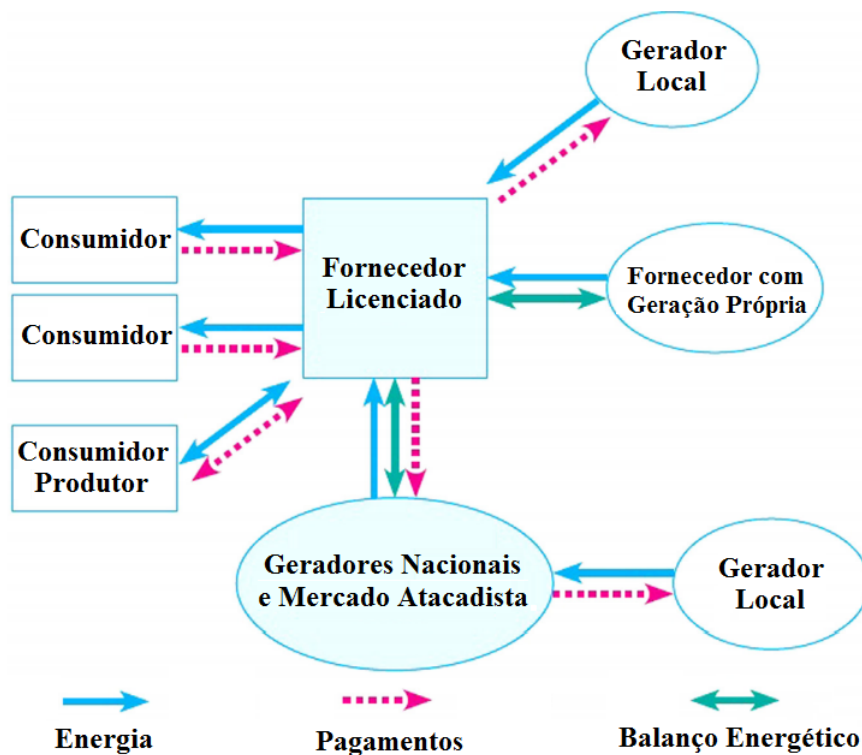 Gerador
Local
Consumidor
Fornecedor
Licenciado
Fornecedor com
Geração Própria
Consumidor
Consumidor
Produtor
Geradores Nacionais
e Mercado Atacadista
Gerador
Local
Energia
Pagamentos
Balanço Energético